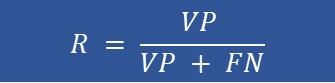 R = VP / (VP + FN)